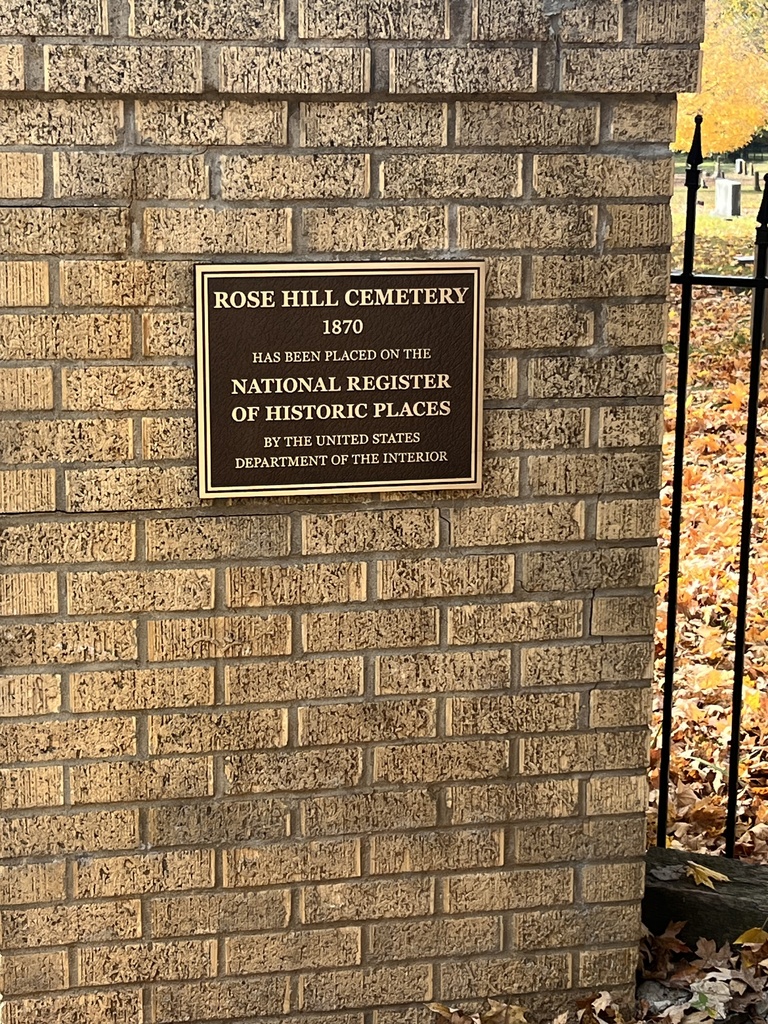 ROSE HILL CEMETERY
1870
HAS BEEN PLACED ON THE
NATIONAL REGISTER
OF HISTORIC PLACES
BY THE UNITED STATES
DEPARTMENT OF THE INTERIOR